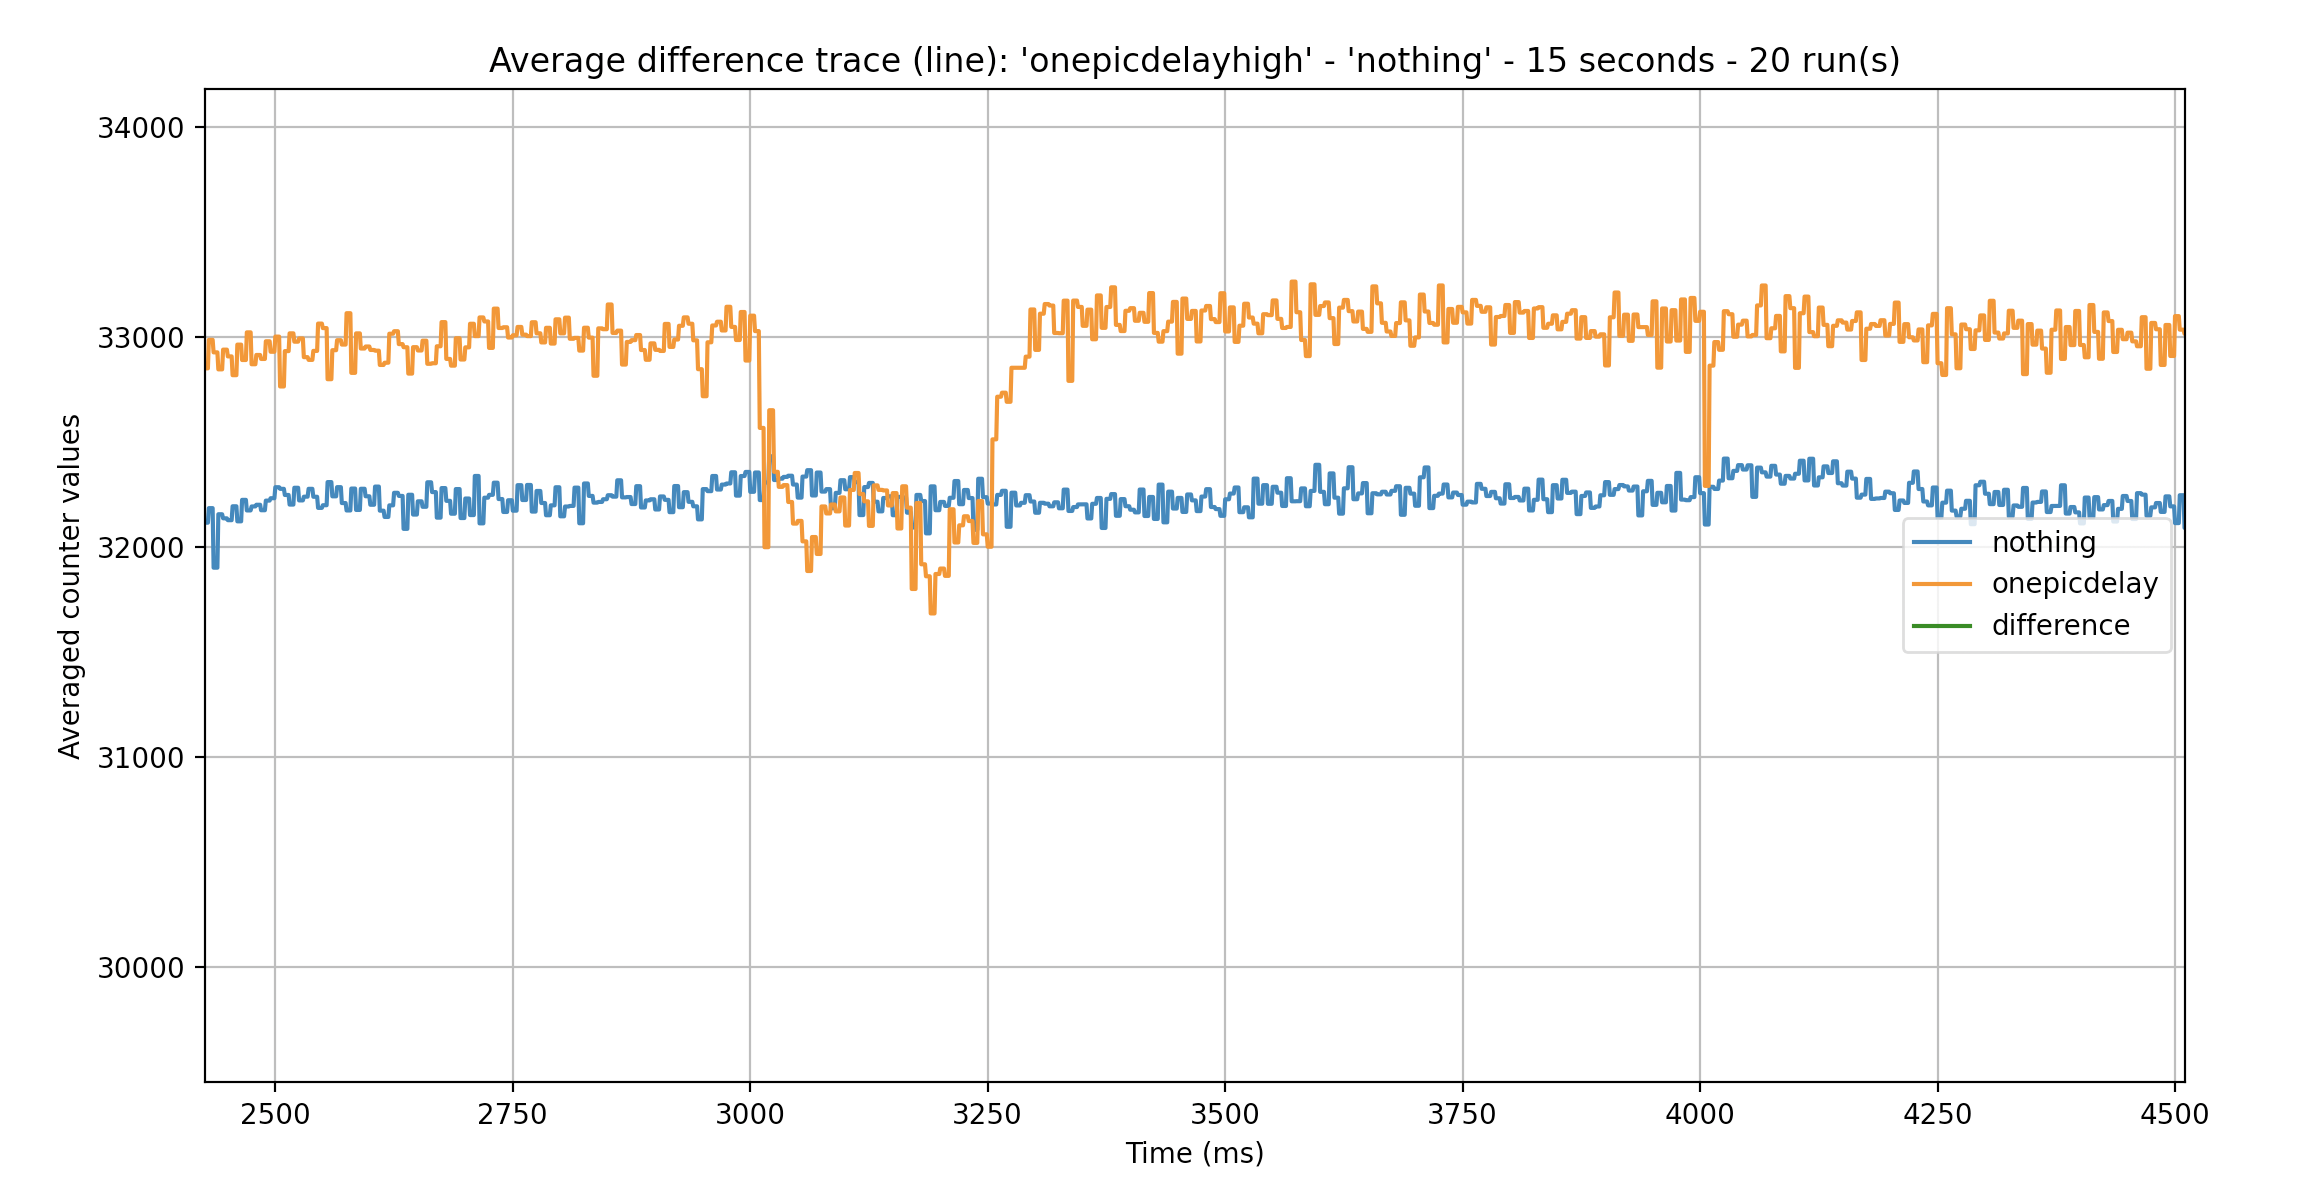 Average difference trace (line): 'onepicdelayhigh' - 'nothing' - 15 seconds - 20 run(s)
34000
33000
32000
31000
30000
Averaged counter values
nothing
onepicdelay
difference
2500 2750 3000 3250 3500 3750 4000 4250 4500
Time (ms)